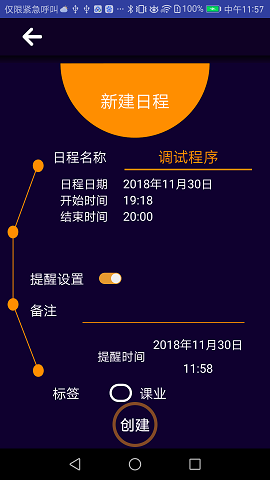 仅限紧急呼叫 100% 中午11:57
新建日程
日程名称 调试程序
日程日期 2018年11月30日
开始时间 19:18
结束时间 20:00
提醒设置
备注
提醒时间 2018年11月30日
11:58
标签 课业
创建